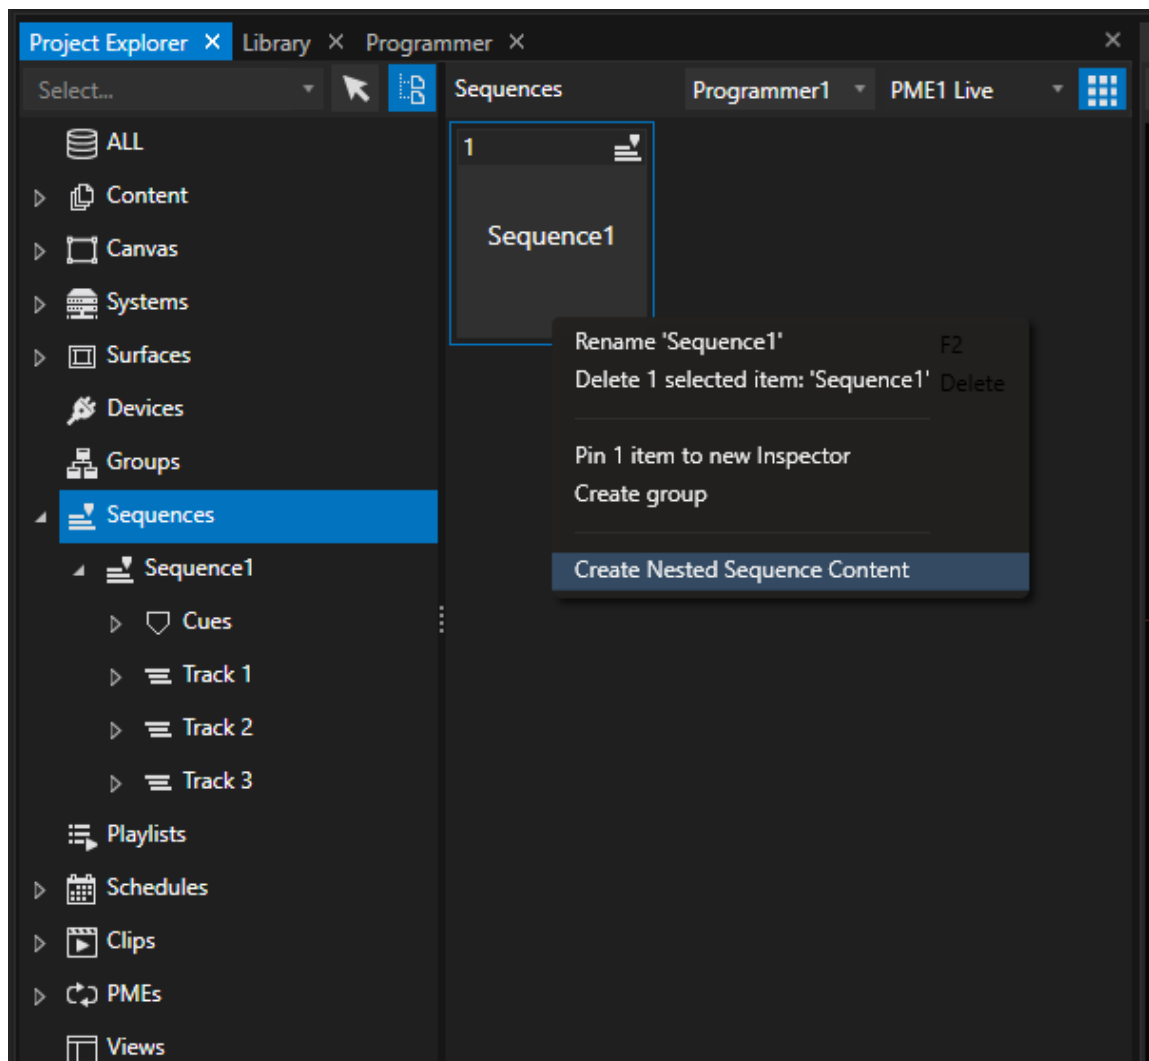 Project Explorer Library Programmer
Select...
Sequences Programmer1 PME1 Live
ALL
Content
Canvas
Systems
Surfaces
Devices
Groups
Sequences
Sequence1
Cues
Track 1
Track 2
Track 3
Playlists
Schedules
Clips
PMEs
Views
1
Sequence1
Rename 'Sequence1' F2
Delete 1 selected item: 'Sequence1' Delete
Pin 1 item to new Inspector
Create group
Create Nested Sequence Content